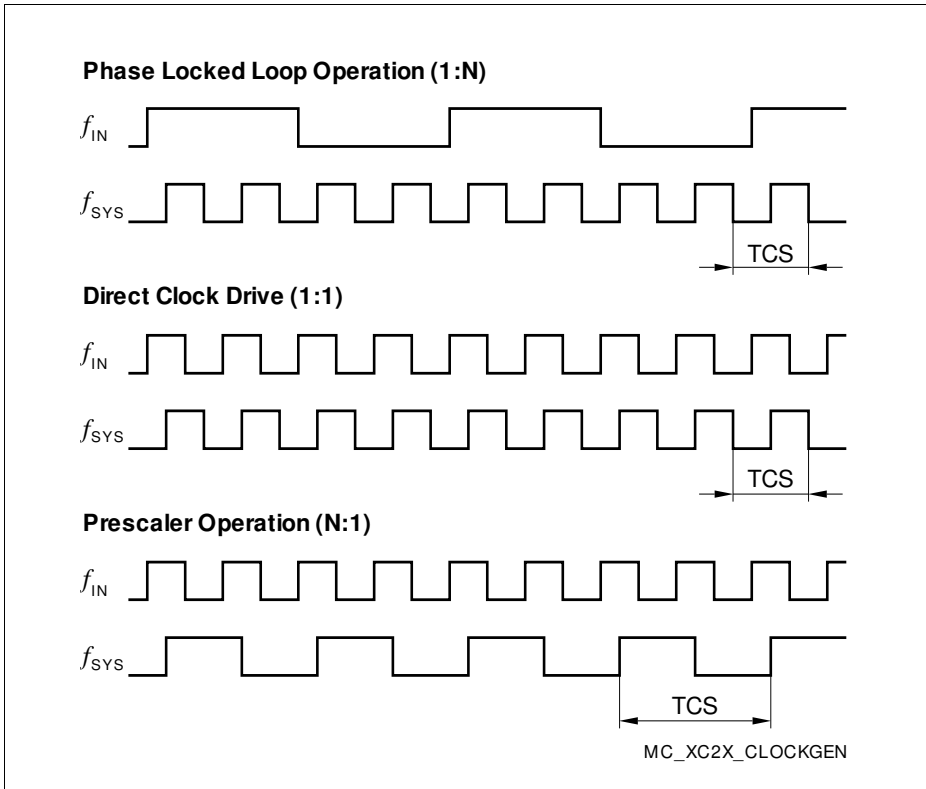 Phase Locked Loop Operation (1:N)
fIN
fSYS
TCS
Direct Clock Drive (1:1)
fIN
fSYS
TCS
Prescaler Operation (N:1)
fIN
fSYS
TCS
MC_XC2X_CLOCKGEN